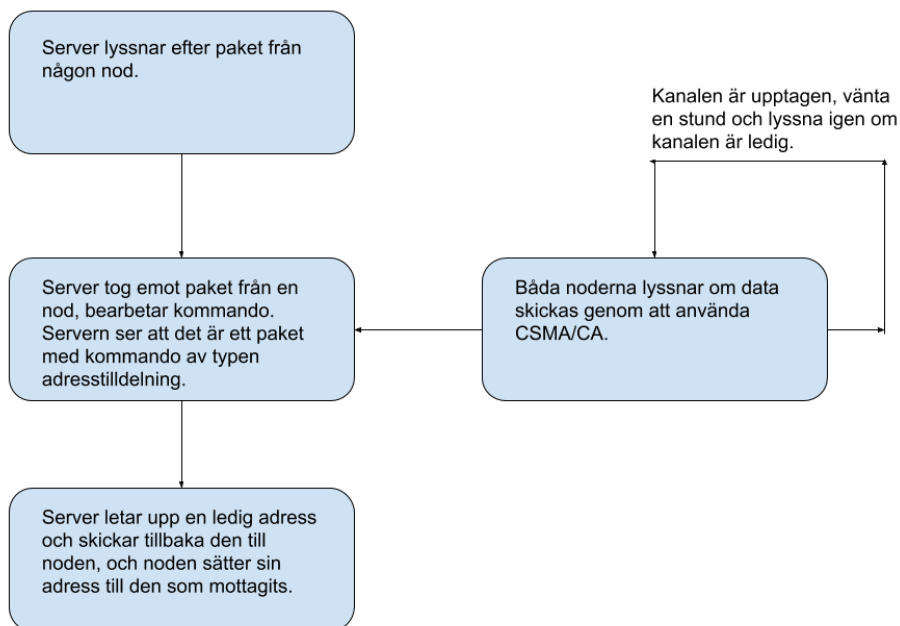 Server lyssnar efter paket från
någon nod.
Kanalen är upptagen, vänta
en stund och lyssna igen om
kanalen är ledig.
Server tog emot paket från en
nod, bearbetar kommando.
Servern ser att det är ett paket
med kommando av typen
adresstilldelning.
Båda noderna lyssnar om data
skickas genom att använda
CSMA/CA.
Server letar upp en ledig adress
och skickar tillbaka den till
noden, och noden sätter sin
adress till den som mottagits.